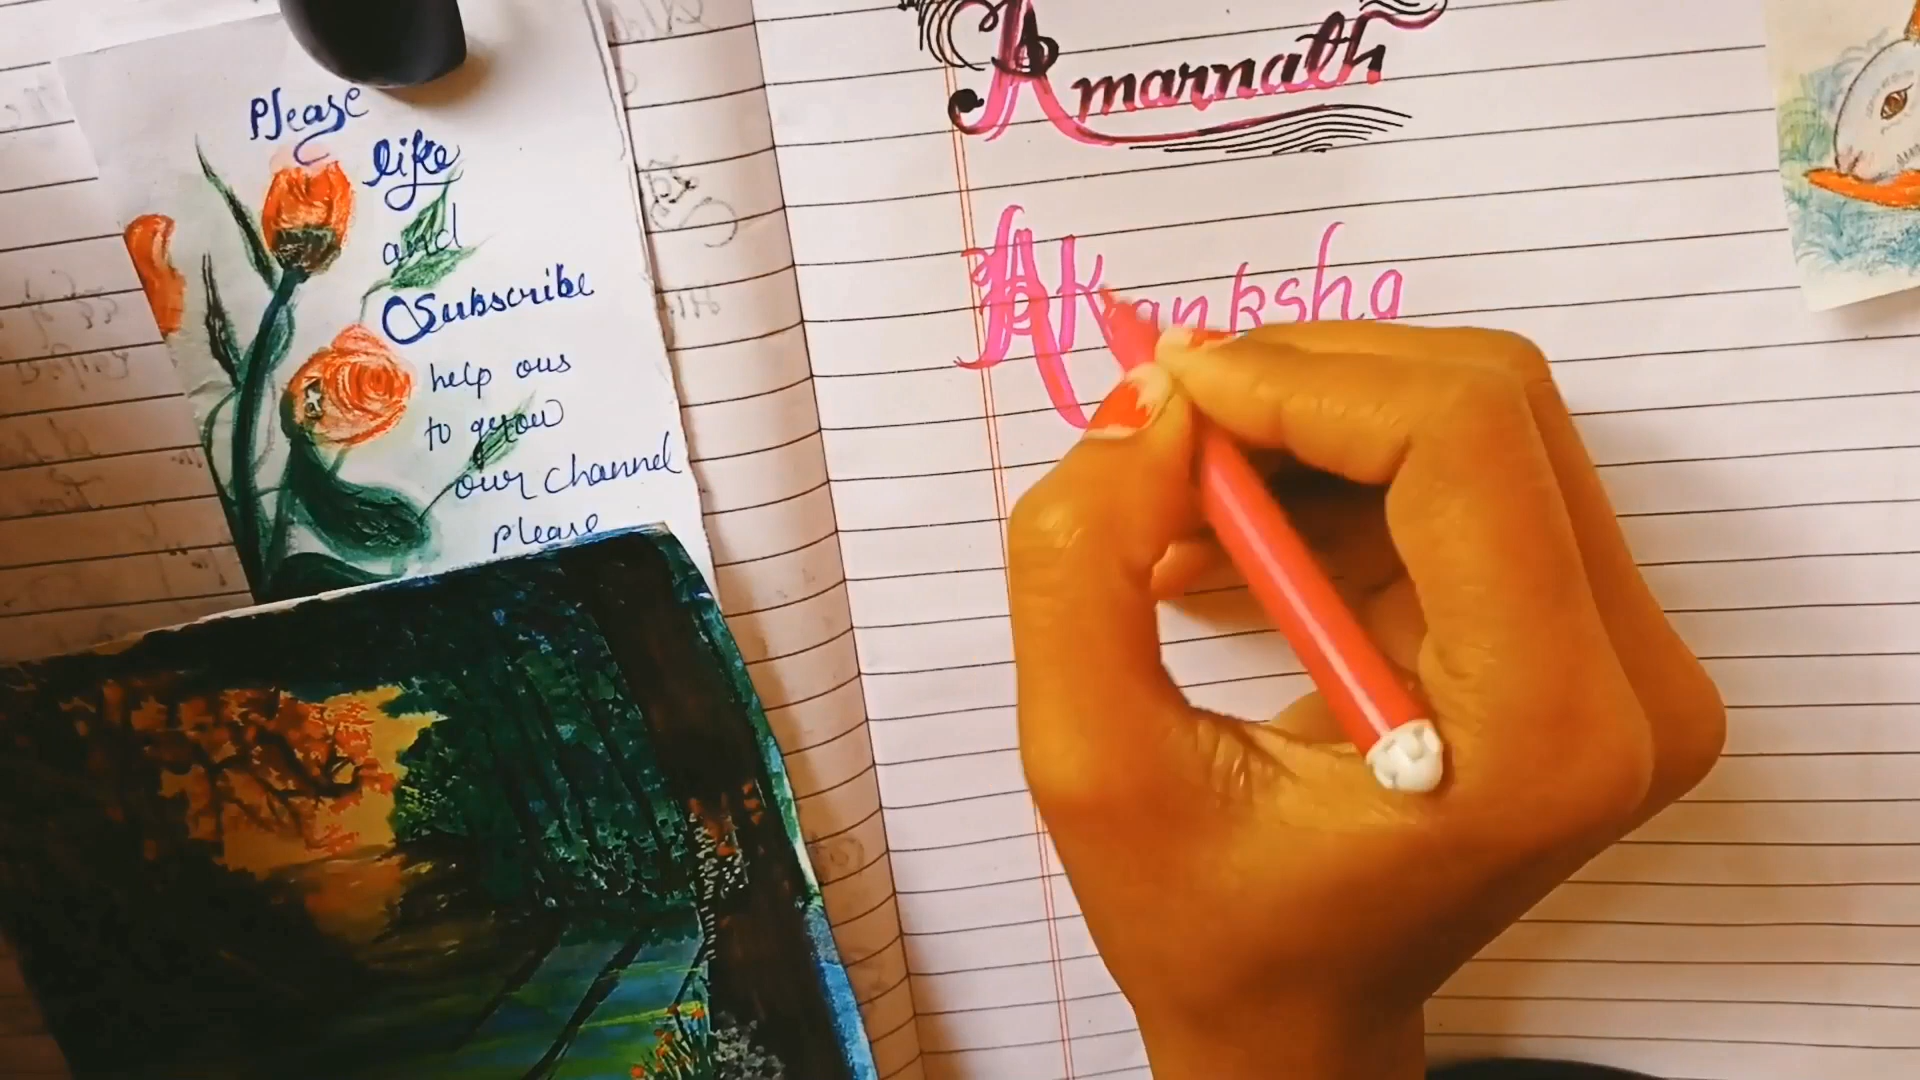 Please
like
and
Subscribe
help ous
to grow
our channel
please
Amarnath
Akanksha